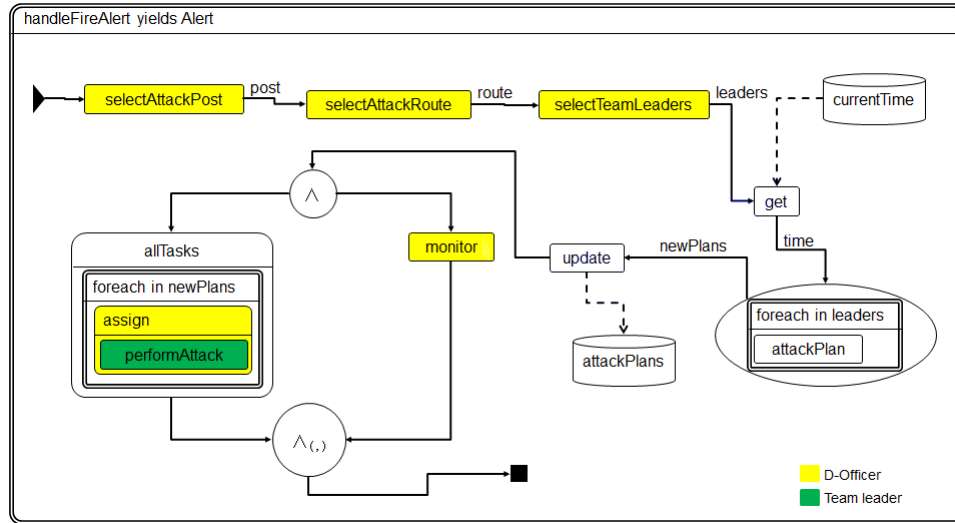 handleFireAlert yields Alert
selectAttackPost
post
selectAttackRoute
route
selectTeamLeaders
leaders
currentTime
∧
get
allTasks
monitor
update
newPlans
time
foreach in newPlans
assign
performAttack
attackPlans
foreach in leaders
attackPlan
∧(,)
D-Officer
Team leader